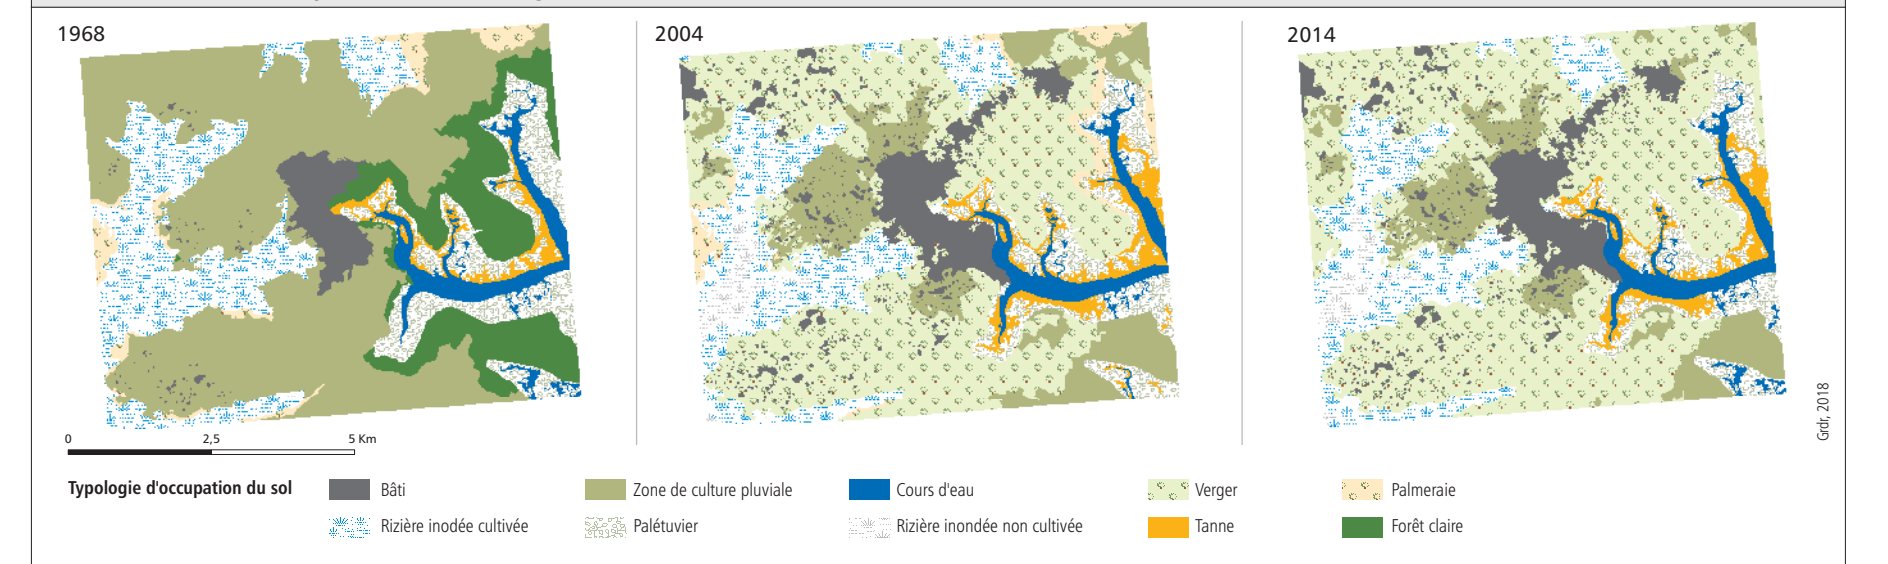 1968
2004
2014
0 2,5 5 Km
Grdr, 2018
Typologie d'occupation du sol
Bâti
Zone de culture pluviale
Cours d'eau
Verger
Palmeraie
Rizière inodée cultivée
Palétuvier
Rizière inondée non cultivée
Tanne
Forêt claire